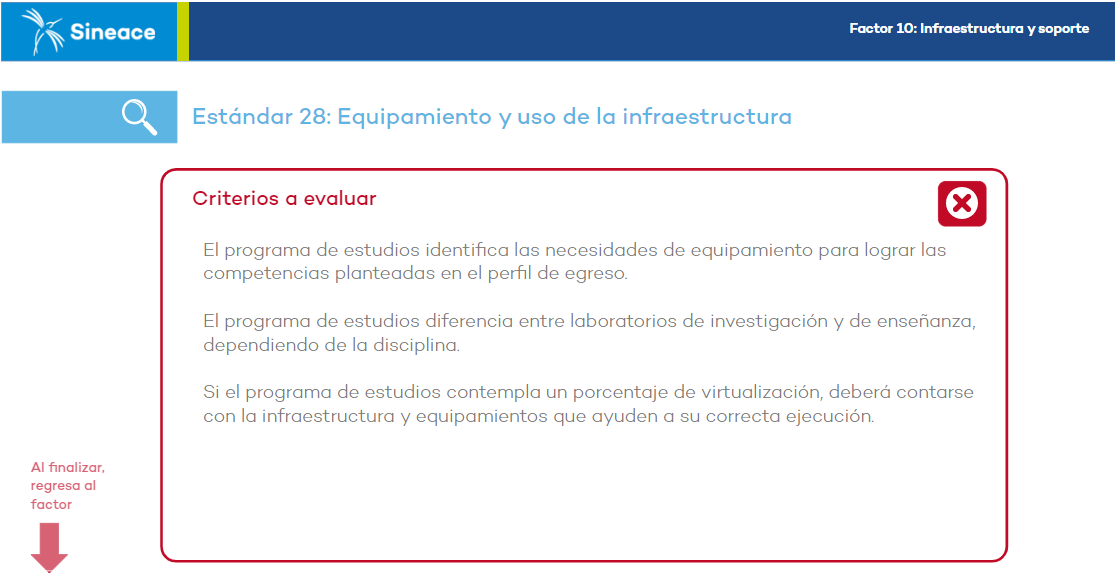 Sineace
Factor 10: Infraestructura y soporte
Estándar 28: Equipamiento y uso de la infraestructura
Criterios a evaluar
El programa de estudios identifica las necesidades de equipamiento para lograr las
competencias planteadas en el perfil de egreso.
El programa de estudios diferencia entre laboratorios de investigación y de enseñanza,
dependiendo de la disciplina.
Si el programa de estudios contempla un porcentaje de virtualización, deberá contarse
con la infraestructura y equipamientos que ayuden a su correcta ejecución.
Al finalizar,
regresa al
factor